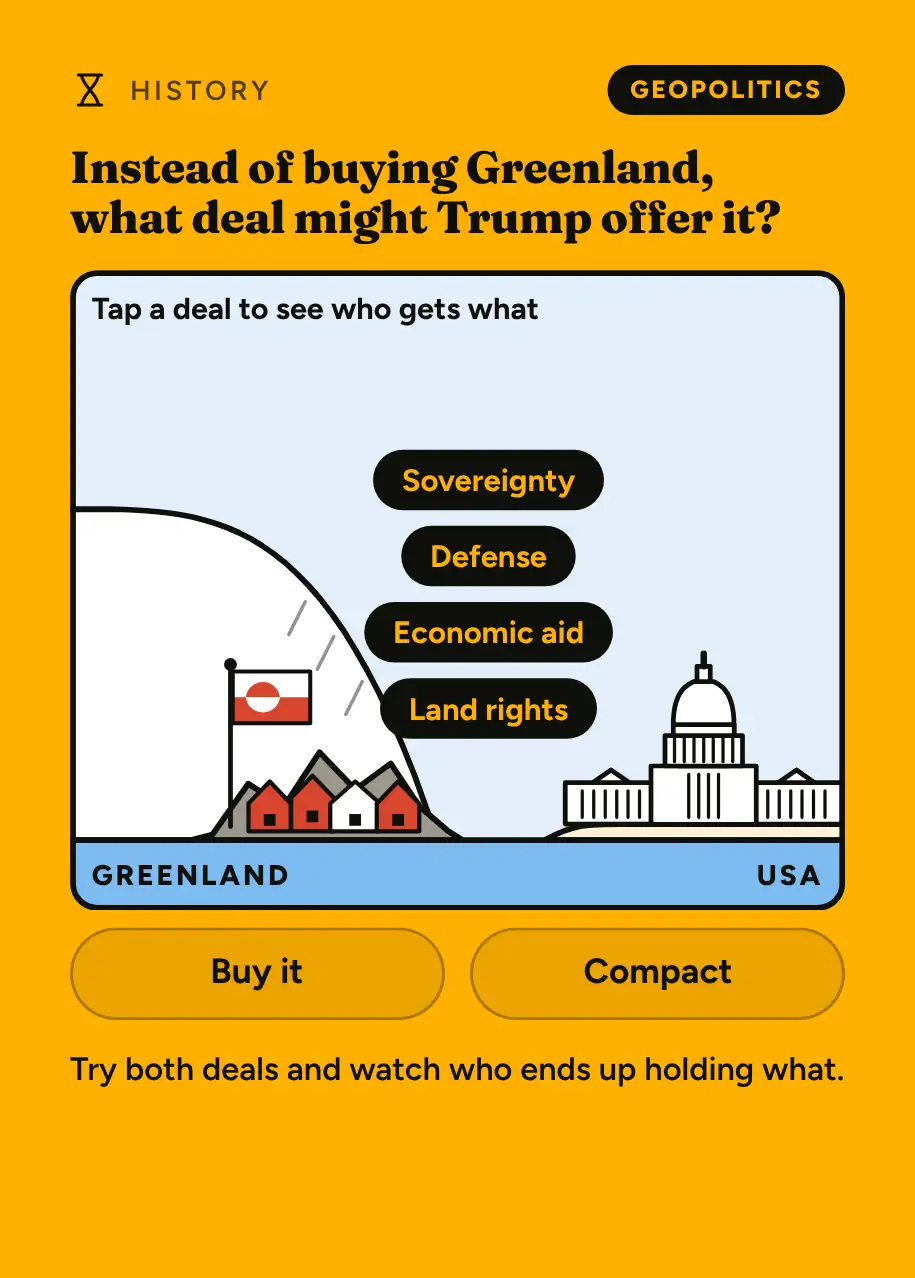 HISTORY
GEOPOLITICS
Instead of buying Greenland,
what deal might Trump offer it?
Tap a deal to see who gets what
Sovereignty
Defense
Economic aid
Land rights
GREENLAND
USA
Buy it
Compact
Try both deals and watch who ends up holding what.